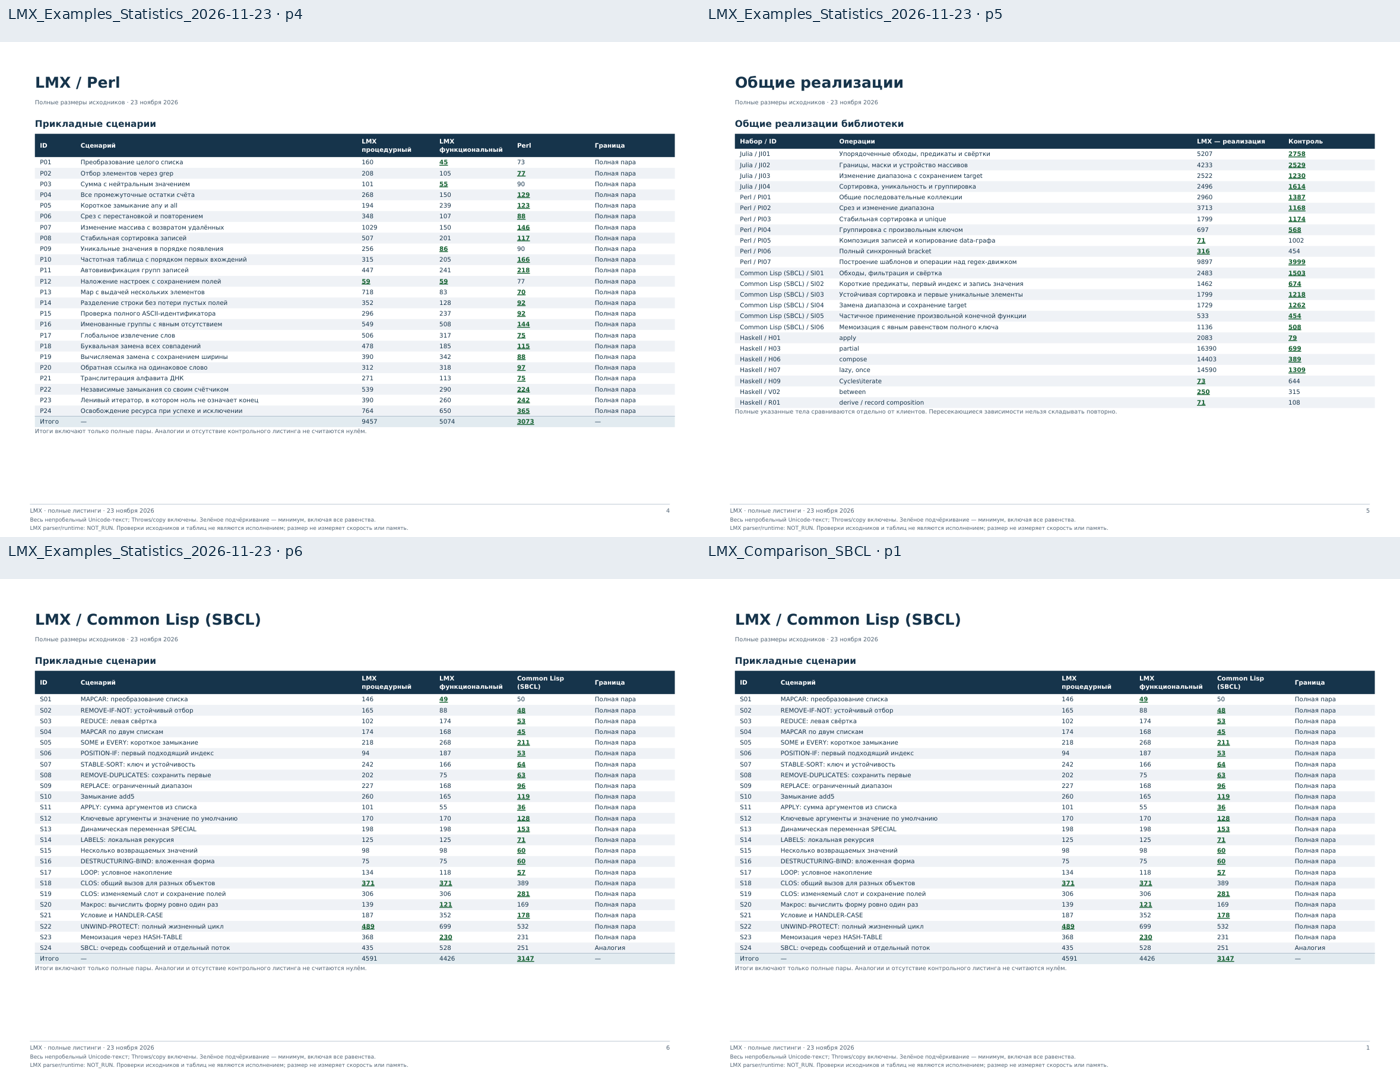 LMX_Examples_Statistics_2026-11-23 · p4
LMX / Perl
Полные размеры исходников · 23 ноября 2026
Прикладные сценарии
ID Сценарий LMX процедурный LMX функциональный Perl Граница
P01 Преобразование целого списка 160 45 73 Полная пара
P02 Отбор элементов через grep 208 105 77 Полная пара
P03 Сумма с нейтральным значением 101 55 90 Полная пара
P04 Все промежуточные остатки счёта 268 150 129 Полная пара
P05 Короткое замыкание any и all 194 239 123 Полная пара
P06 Срез с перестановкой и повторением 348 107 88 Полная пара
P07 Изменение массива с возвратом удалённых 1029 150 146 Полная пара
P08 Стабильная сортировка записей 507 201 117 Полная пара
P09 Уникальные значения в порядке появления 256 86 90 Полная пара
P10 Частотная таблица с порядком первых вхождений 315 205 166 Полная пара
P11 Автовивификация групп записей 447 241 218 Полная пара
P12 Наложение настроек с сохранением полей 59 59 77 Полная пара
P13 Map с выдачей нескольких элементов 718 83 70 Полная пара
P14 Разделение строки без потери пустых полей 352 128 92 Полная пара
P15 Проверка полного ASCII-идентификатора 296 237 92 Полная пара
P16 Именованные группы с явным отсутствием 549 508 144 Полная пара
P17 Глобальное извлечение слов 506 317 75 Полная пара
P18 Буквальная замена всех совпадений 478 185 115 Полная пара
P19 Вычисляемая замена с сохранением ширины 390 342 88 Полная пара
P20 Обратная ссылка на одинаковое слово 312 318 97 Полная пара
P21 Транслитерация алфавита ДНК 271 113 75 Полная пара
P22 Независимые замыкания со своим счётчиком 539 290 224 Полная пара
P23 Ленивый итератор, в котором ноль не означает конец 390 260 242 Полная пара
P24 Освобождение ресурса при успехе и исключении 764 650 365 Полная пара
Итого — 9457 5074 3073 —
Итоги включают только полные пары. Аналогии и отсутствие контрольного листинга не считаются нулём.
LMX · полные листинги · 23 ноября 2026 4
Весь непробельный Unicode-текст; Throws/copy включены. Зелёное подчёркивание — минимум, включая все равенства.
LMX parser/runtime: NOT_RUN. Проверки исходников и таблиц не являются исполнением; размер не измеряет скорость или память.
LMX_Examples_Statistics_2026-11-23 · p5
Общие реализации
Полные размеры исходников · 23 ноября 2026
Общие реализации библиотеки
Набор / ID Операции LMX — реализация Контроль
Julia / JI01 Упорядоченные обходы, предикаты и свёртки 5207 2758
Julia / JI02 Границы, маски и устройство массивов 4233 2529
Julia / JI03 Изменение диапазона с сохранением target 2522 1230
Julia / JI04 Сортировка, уникальность и группировка 2496 1614
Perl / PI01 Общие последовательные коллекции 2960 1387
Perl / PI02 Срез и изменение диапазона 3713 1168
Perl / PI03 Стабильная сортировка и unique 1799 1174
Perl / PI04 Группировка с произвольным ключом 697 568
Perl / PI05 Композиция записей и копирование data-графа 71 1002
Perl / PI06 Полный синхронный bracket 316 454
Perl / PI07 Построение шаблонов и операции над regex-движком 9897 3999
Common Lisp (SBCL) / SI01 Обходы, фильтрация и свёртка 2483 1503
Common Lisp (SBCL) / SI02 Короткие предикаты, первый индекс и запись значения 1462 674
Common Lisp (SBCL) / SI03 Устойчивая сортировка и первые уникальные элементы 1799 1218
Common Lisp (SBCL) / SI04 Замена диапазона и сохранение target 1729 1262
Common Lisp (SBCL) / SI05 Частичное применение произвольной конечной функции 533 454
Common Lisp (SBCL) / SI06 Мемоизация с явным равенством полного ключа 1136 508
Haskell / H01 apply 2083 79
Haskell / H03 partial 16390 699
Haskell / H06 compose 14403 389
Haskell / H07 lazy, once 14590 1309
Haskell / H09 Cycles\iterate 73 644
Haskell / V02 between 250 315
Haskell / R01 derive / record composition 71 108
Полные указанные тела сравниваются отдельно от клиентов. Пересекающиеся зависимости нельзя складывать повторно.
LMX · полные листинги · 23 ноября 2026 5
Весь непробельный Unicode-текст; Throws/copy включены. Зелёное подчёркивание — минимум, включая все равенства.
LMX parser/runtime: NOT_RUN. Проверки исходников и таблиц не являются исполнением; размер не измеряет скорость или память.
LMX_Examples_Statistics_2026-11-23 · p6
LMX / Common Lisp (SBCL)
Полные размеры исходников · 23 ноября 2026
Прикладные сценарии
ID Сценарий LMX процедурный LMX функциональный Common Lisp (SBCL) Граница
S01 MAPCAR: преобразование списка 146 49 50 Полная пара
S02 REMOVE-IF-NOT: устойчивый отбор 165 88 48 Полная пара
S03 REDUCE: левая свёртка 102 174 53 Полная пара
S04 MAPCAR по двум спискам 174 168 45 Полная пара
S05 SOME и EVERY: короткое замыкание 218 268 211 Полная пара
S06 POSITION-IF: первый подходящий индекс 94 187 53 Полная пара
S07 STABLE-SORT: ключ и устойчивость 242 166 64 Полная пара
S08 REMOVE-DUPLICATES: сохранить первые 202 75 63 Полная пара
S09 REPLACE: ограниченный диапазон 227 168 96 Полная пара
S10 Замыкание add5 260 165 119 Полная пара
S11 APPLY: сумма аргументов из списка 101 55 36 Полная пара
S12 Ключевые аргументы и значение по умолчанию 170 170 128 Полная пара
S13 Динамическая переменная SPECIAL 198 198 153 Полная пара
S14 LABELS: локальная рекурсия 125 125 71 Полная пара
S15 Несколько возвращаемых значений 98 98 60 Полная пара
S16 DESTRUCTURING-BIND: вложенная форма 75 75 60 Полная пара
S17 LOOP: условное накопление 134 118 57 Полная пара
S18 CLOS: общий вызов для разных объектов 371 371 389 Полная пара
S19 CLOS: изменяемый слот и сохранение полей 306 306 281 Полная пара
S20 Макрос: вычислить форму ровно один раз 139 121 169 Полная пара
S21 Условие и HANDLER-CASE 187 352 178 Полная пара
S22 UNWIND-PROTECT: полный жизненный цикл 489 699 532 Полная пара
S23 Мемоизация через HASH-TABLE 368 230 231 Полная пара
S24 SBCL: очередь сообщений и отдельный поток 435 528 251 Аналогия
Итого — 4591 4426 3147 —
Итоги включают только полные пары. Аналогии и отсутствие контрольного листинга не считаются нулём.
LMX · полные листинги · 23 ноября 2026 6
Весь непробельный Unicode-текст; Throws/copy включены. Зелёное подчёркивание — минимум, включая все равенства.
LMX parser/runtime: NOT_RUN. Проверки исходников и таблиц не являются исполнением; размер не измеряет скорость или память.
LMX_Comparison_SBCL · p1
LMX / Common Lisp (SBCL)
Полные размеры исходников · 23 ноября 2026
Прикладные сценарии
ID Сценарий LMX процедурный LMX функциональный Common Lisp (SBCL) Граница
S01 MAPCAR: преобразование списка 146 49 50 Полная пара
S02 REMOVE-IF-NOT: устойчивый отбор 165 88 48 Полная пара
S03 REDUCE: левая свёртка 102 174 53 Полная пара
S04 MAPCAR по двум спискам 174 168 45 Полная пара
S05 SOME и EVERY: короткое замыкание 218 268 211 Полная пара
S06 POSITION-IF: первый подходящий индекс 94 187 53 Полная пара
S07 STABLE-SORT: ключ и устойчивость 242 166 64 Полная пара
S08 REMOVE-DUPLICATES: сохранить первые 202 75 63 Полная пара
S09 REPLACE: ограниченный диапазон 227 168 96 Полная пара
S10 Замыкание add5 260 165 119 Полная пара
S11 APPLY: сумма аргументов из списка 101 55 36 Полная пара
S12 Ключевые аргументы и значение по умолчанию 170 170 128 Полная пара
S13 Динамическая переменная SPECIAL 198 198 153 Полная пара
S14 LABELS: локальная рекурсия 125 125 71 Полная пара
S15 Несколько возвращаемых значений 98 98 60 Полная пара
S16 DESTRUCTURING-BIND: вложенная форма 75 75 60 Полная пара
S17 LOOP: условное накопление 134 118 57 Полная пара
S18 CLOS: общий вызов для разных объектов 371 371 389 Полная пара
S19 CLOS: изменяемый слот и сохранение полей 306 306 281 Полная пара
S20 Макрос: вычислить форму ровно один раз 139 121 169 Полная пара
S21 Условие и HANDLER-CASE 187 352 178 Полная пара
S22 UNWIND-PROTECT: полный жизненный цикл 489 699 532 Полная пара
S23 Мемоизация через HASH-TABLE 368 230 231 Полная пара
S24 SBCL: очередь сообщений и отдельный поток 435 528 251 Аналогия
Итого — 4591 4426 3147 —
Итоги включают только полные пары. Аналогии и отсутствие контрольного листинга не считаются нулём.
LMX · полные листинги · 23 ноября 2026 1
Весь непробельный Unicode-текст; Throws/copy включены. Зелёное подчёркивание — минимум, включая все равенства.
LMX parser/runtime: NOT_RUN. Проверки исходников и таблиц не являются исполнением; размер не измеряет скорость или память.